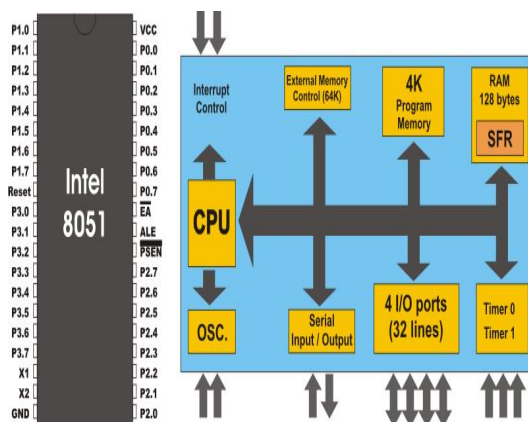 P1.0
P1.1
P1.2
P1.3
P1.4
P1.5
P1.6
P1.7
Reset
P3.0
P3.1
P3.2
P3.3
P3.4
P3.5
P3.6
P3.7
X1
X2
GND
Intel
8051
VCC
P0.0
P0.1
P0.2
P0.3
P0.4
P0.5
P0.6
P0.7
EA
ALE
PSEN
P2.7
P2.6
P2.5
P2.4
P2.3
P2.2
P2.1
P2.0
Interrupt
Control
External Memory
Control (64K)
4K
Program
Memory
RAM
128 bytes
SFR
CPU
OSC.
Serial
Input / Output
4 I/O ports
(32 lines)
Timer 0
Timer 1